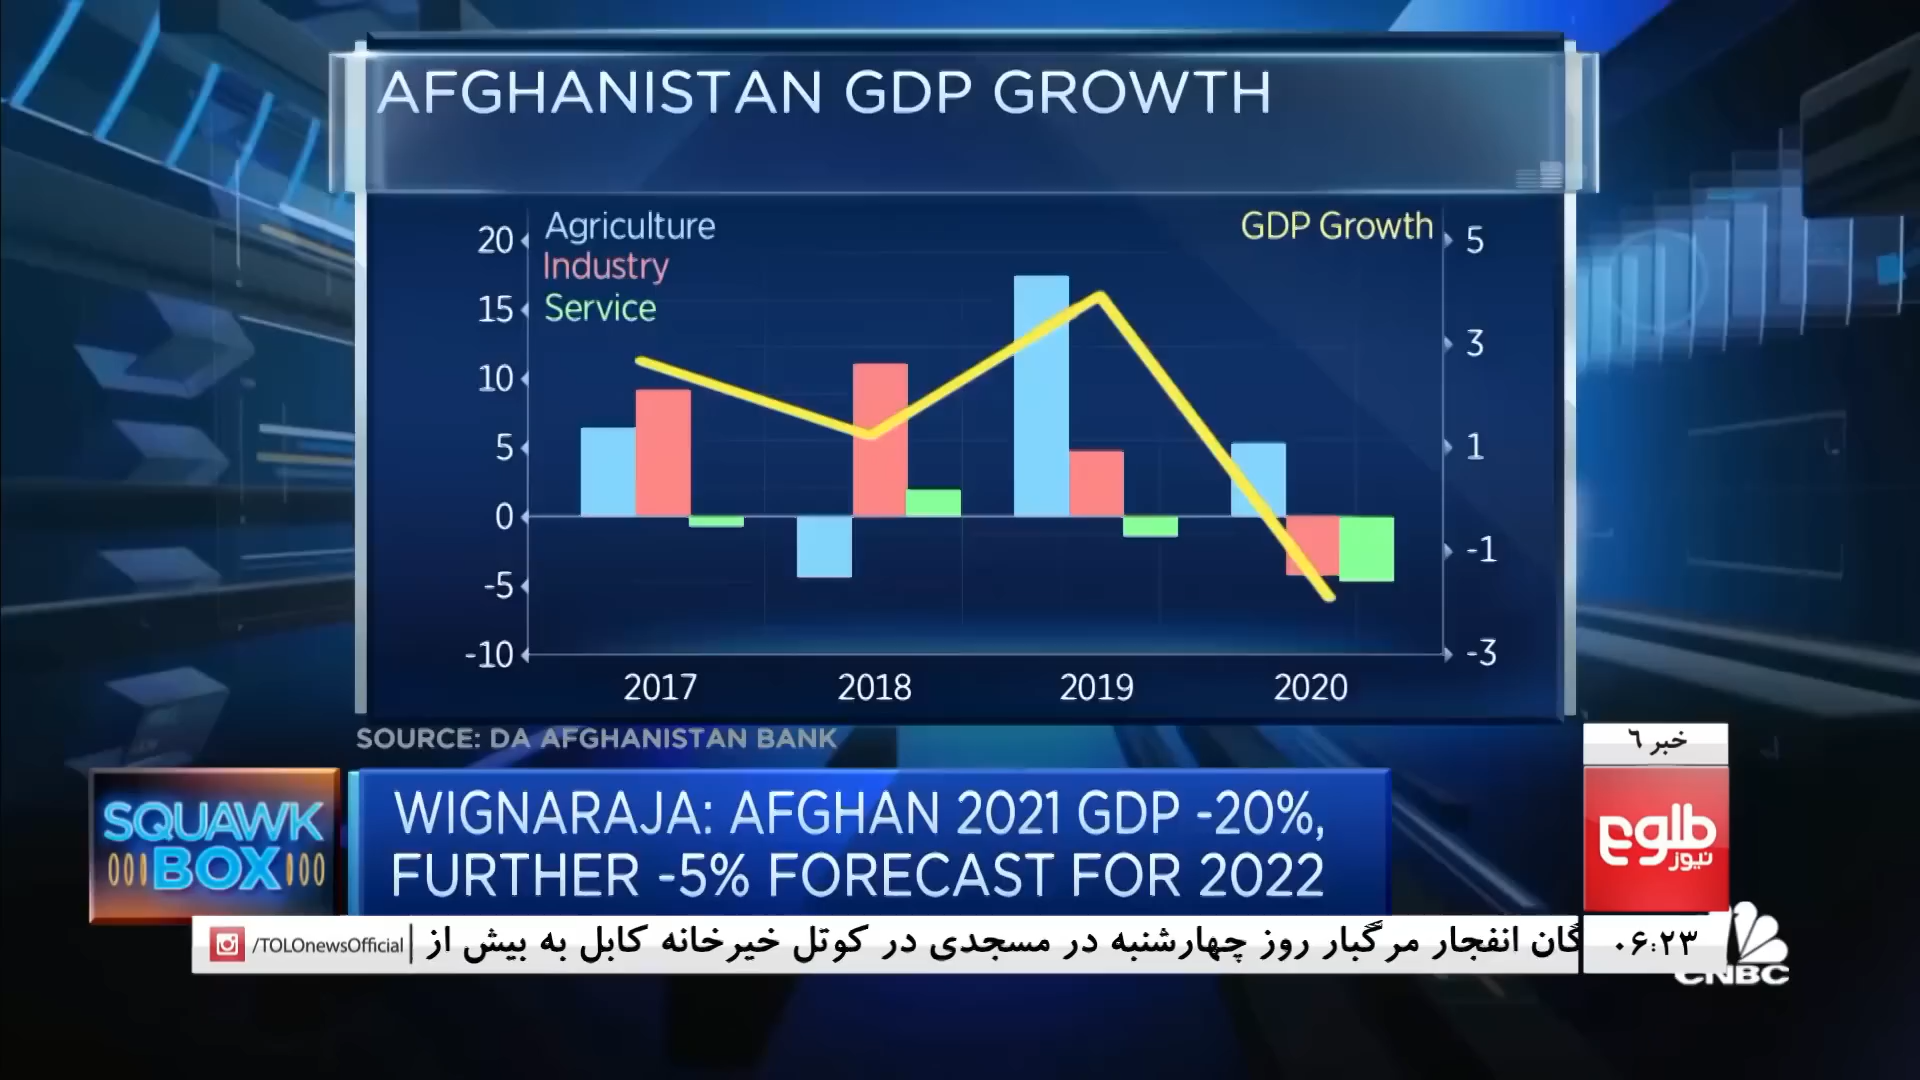 AFGHANISTAN GDP GROWTH
Agriculture
Industry
Service
GDP Growth
20
15
10
5
0
-5
-10
5
3
1
-1
-3
2017 2018 2019 2020
SOURCE: DA AFGHANISTAN BANK
خبر ٦
SQUAWK
BOX
WIGNARAJA: AFGHAN 2021 GDP -20%,
FURTHER -5% FORECAST FOR 2022
طلوع
نیوز
/TOLOnewsOfficial
گان انفجار مرگبار روز چهارشنبه در مسجدی در کوتل خیرخانه کابل به بیش از
۰۶:۲۳
CNBC